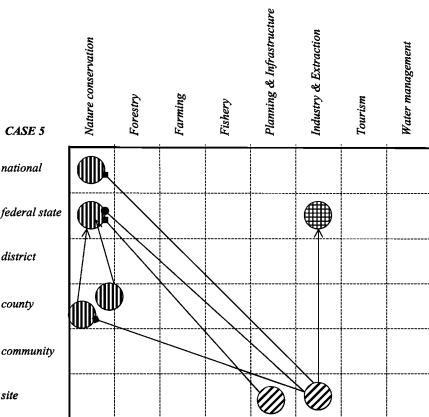 Nature conservation
Forestry
Farming
Fishery
Planning & Infrastructure
Industry & Extraction
Tourism
Water management
CASE 5
national
federal state
district
county
community
site